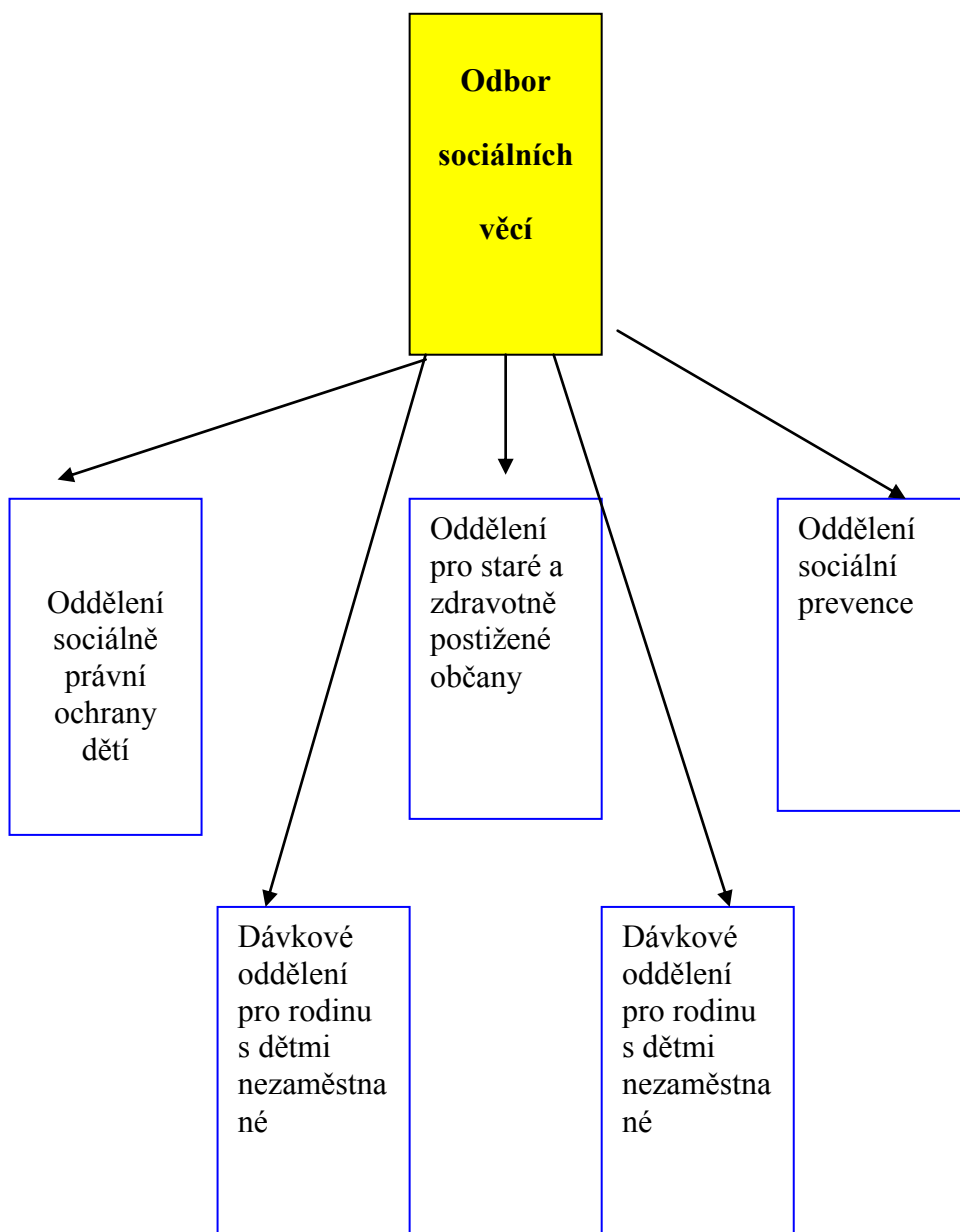 Odbor
sociálních
věcí
Oddělení
sociálně
právní
ochrany
dětí
Oddělení
pro staré a
zdravotně
postižené
občany
Oddělení
sociální
prevence
Dávkové
oddělení
pro rodinu
s dětmi
nezaměstna
né
Dávkové
oddělení
pro rodinu
s dětmi
nezaměstna
né